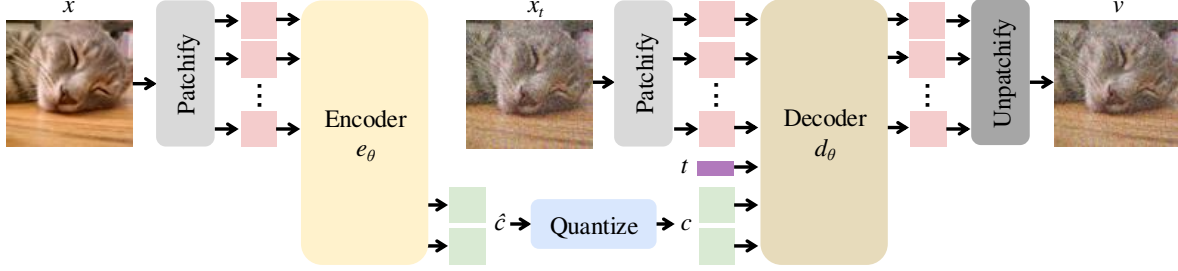 x
Patchify
Encoder
e_θ
ĉ
Quantize
c
x_t
Patchify
t
Decoder
d_θ
Unpatchify
v